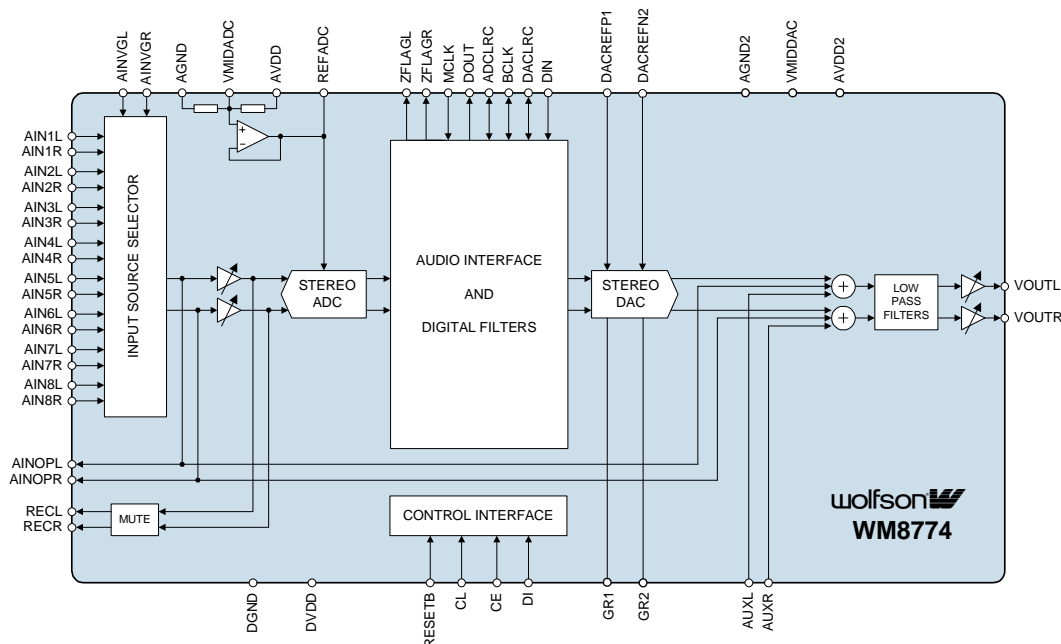 AINVGL
AINVGR
AGND
VMIDADC
AVDD
REFADC
ZFLAGL
ZFLAGR
MCLK
DOUT
ADCLRC
BCLK
DACLRC
DIN
DACREFP1
DACREFN2
AGND2
VMIDDAC
AVDD2
AIN1L
AIN1R
AIN2L
AIN2R
AIN3L
AIN3R
AIN4L
AIN4R
AIN5L
AIN5R
AIN6L
AIN6R
AIN7L
AIN7R
AIN8L
AIN8R
AINOPL
AINOPR
RECL
RECR
INPUT SOURCE SELECTOR
+
−
STEREO
ADC
AUDIO INTERFACE
AND
DIGITAL FILTERS
STEREO
DAC
+
+
LOW
PASS
FILTERS
VOUTL
VOUTR
MUTE
CONTROL INTERFACE
wolfson
WM8774
DGND
DVDD
RESETB
CL
CE
DI
GR1
GR2
AUXL
AUXR